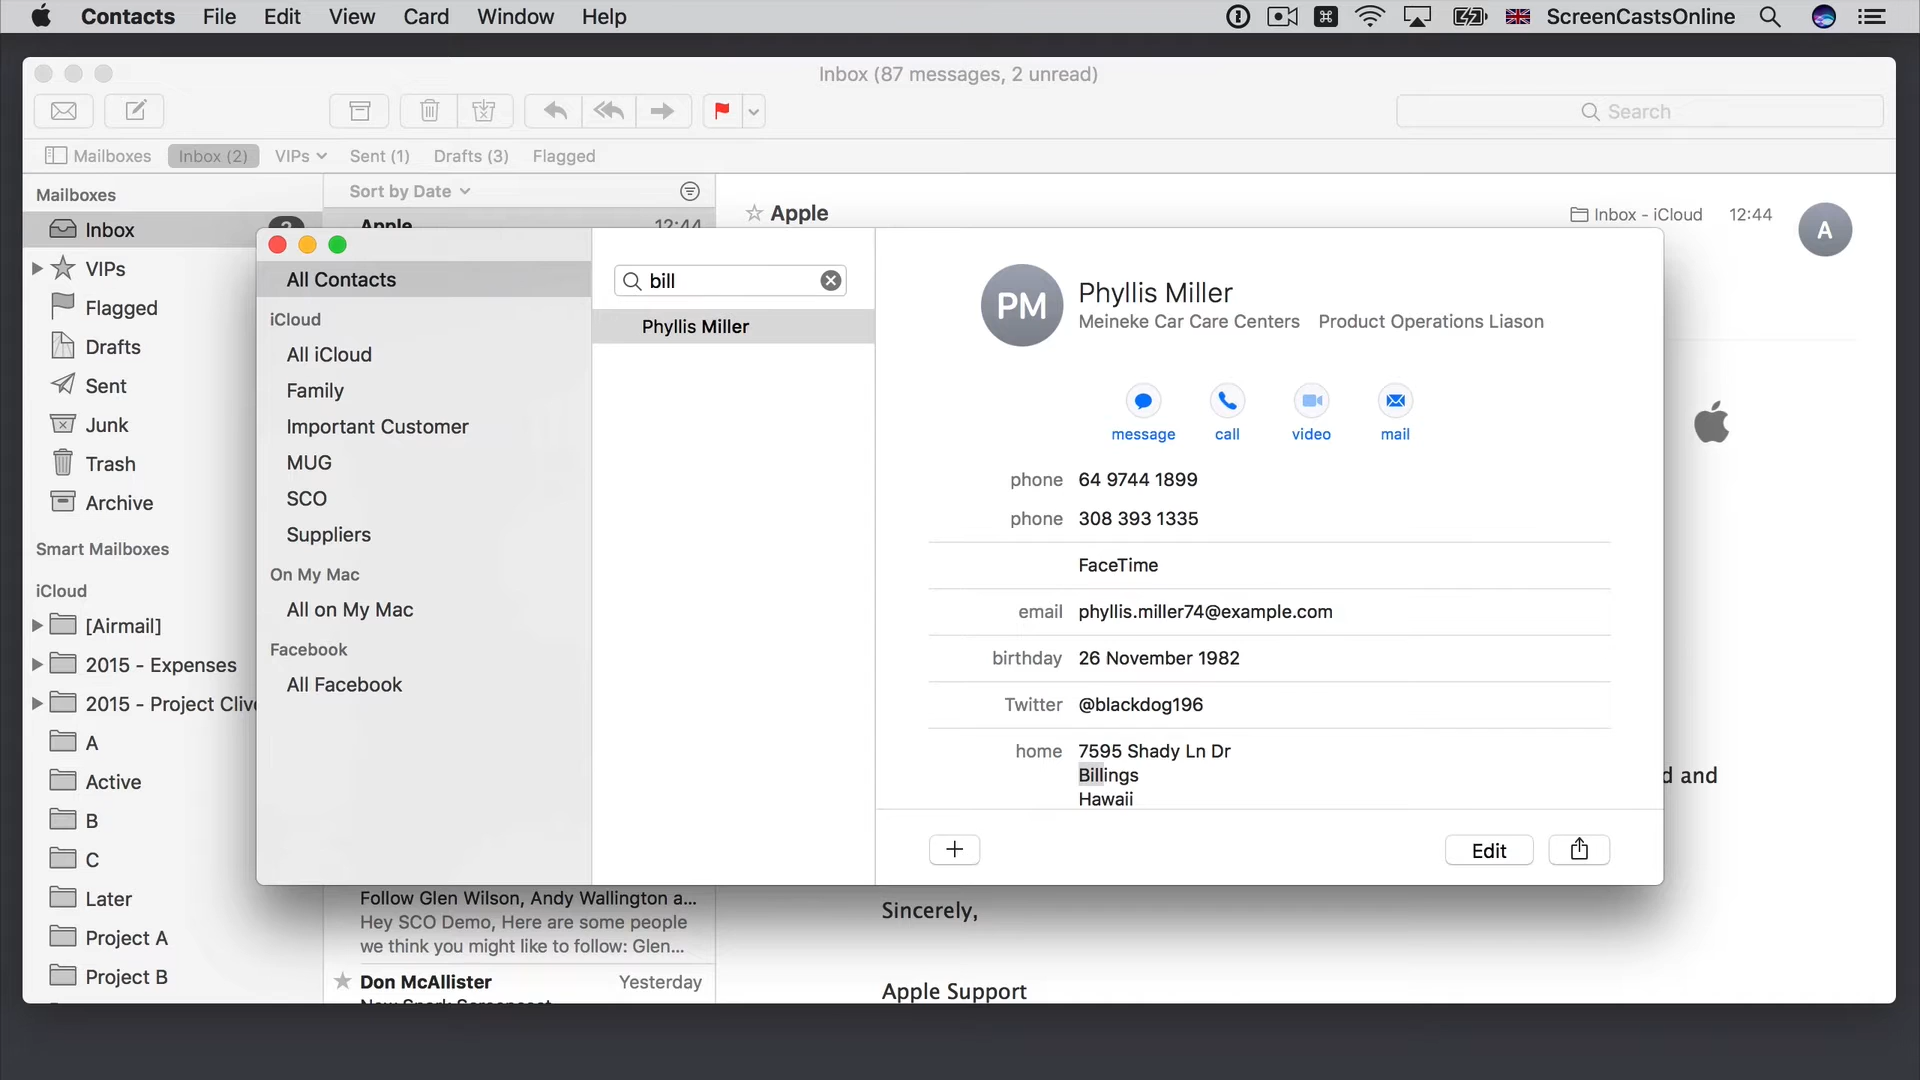 Contacts File Edit View Card Window Help ScreenCastsOnline
Inbox (87 messages, 2 unread)
Search
Mailboxes Inbox (2) VIPs Sent (1) Drafts (3) Flagged
Mailboxes
Inbox
VIPs
Flagged
Drafts
Sent
Junk
Trash
Archive
Smart Mailboxes
iCloud
[Airmail]
2015 - Expenses
2015 - Project Clive
A
Active
B
C
Later
Project A
Project B
Sort by Date
Apple 12:44
Apple Inbox - iCloud 12:44 A
All Contacts
iCloud
All iCloud
Family
Important Customer
MUG
SCO
Suppliers
On My Mac
All on My Mac
Facebook
All Facebook
bill
Phyllis Miller
PM
Phyllis Miller
Meineke Car Care Centers Product Operations Liason
message call video mail
phone 64 9744 1899
phone 308 393 1335
FaceTime
email phyllis.miller74@example.com
birthday 26 November 1982
Twitter @blackdog196
home 7595 Shady Ln Dr
Billings
Hawaii
Edit
d and
Follow Glen Wilson, Andy Wallington a...
Hey SCO Demo, Here are some people
we think you might like to follow: Glen...
Don McAllister Yesterday
Sincerely,
Apple Support